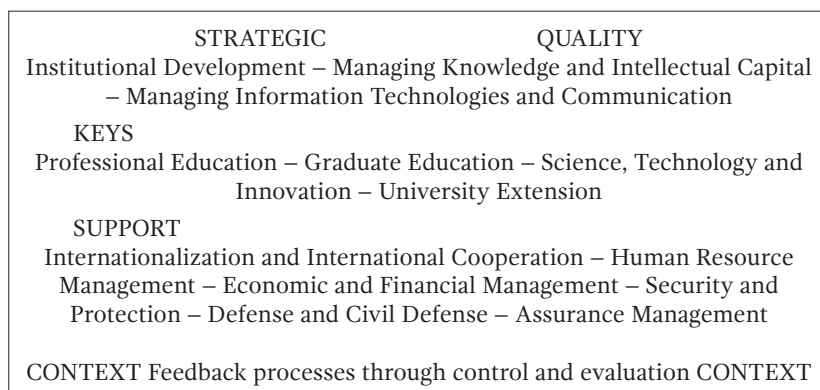 STRATEGIC QUALITY
Institutional Development – Managing Knowledge and Intellectual Capital
– Managing Information Technologies and Communication
KEYS
Professional Education – Graduate Education – Science, Technology and
Innovation – University Extension
SUPPORT
Internationalization and International Cooperation – Human Resource
Management – Economic and Financial Management – Security and
Protection – Defense and Civil Defense – Assurance Management
CONTEXT Feedback processes through control and evaluation CONTEXT